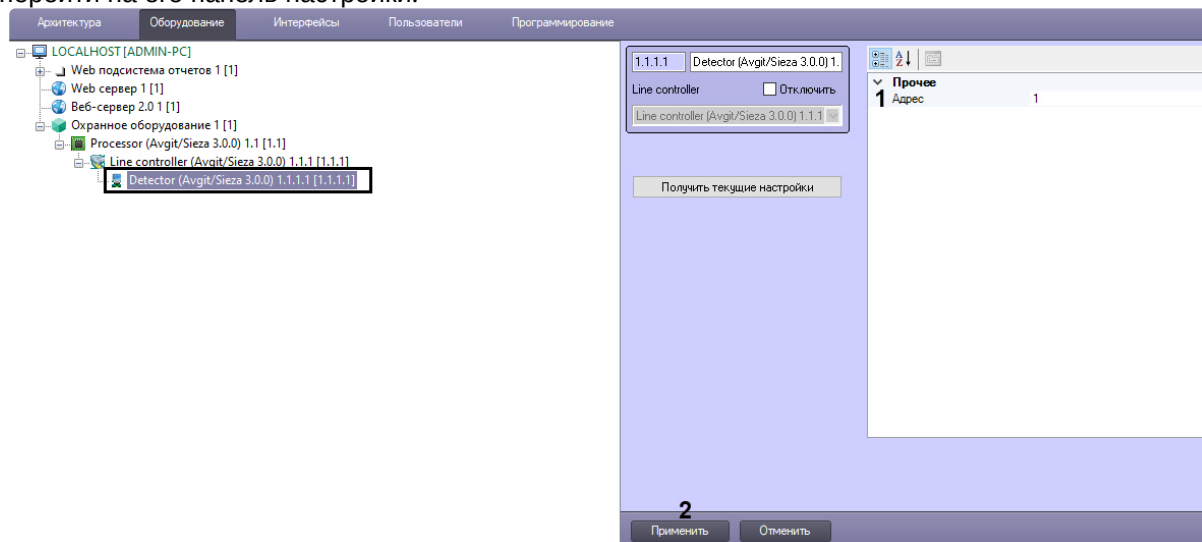 перейти на его панель настройки.
Архитектура Оборудование Интерфейсы Пользователи Программирование
LOCALHOST [ADMIN-PC]
Web подсистема отчетов 1 [1]
Web сервер 1 [1]
Веб-сервер 2.0 1 [1]
Охранное оборудование 1 [1]
Processor (Avgit/Sieza 3.0.0) 1.1 [1.1]
Line controller (Avgit/Sieza 3.0.0) 1.1.1 [1.1.1]
Detector (Avgit/Sieza 3.0.0) 1.1.1.1 [1.1.1.1]
1.1.1.1 Detector (Avgit/Sieza 3.0.0) 1.
Line controller Отключить
Line controller (Avgit/Sieza 3.0.0) 1.1.1
Получить текущие настройки
Прочее
1 Адрес 1
2
Применить Отменить